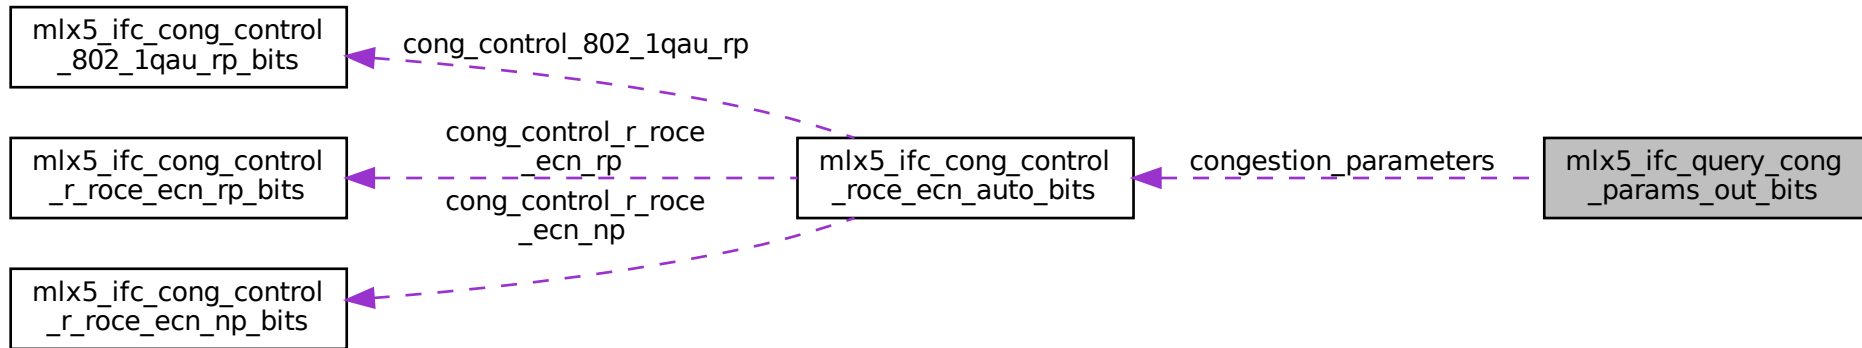 mlx5_ifc_cong_control
_802_1qau_rp_bits
cong_control_802_1qau_rp
mlx5_ifc_cong_control
_r_roce_ecn_rp_bits
cong_control_r_roce
_ecn_rp
cong_control_r_roce
_ecn_np
mlx5_ifc_cong_control
_r_roce_ecn_np_bits
mlx5_ifc_cong_control
_roce_ecn_auto_bits
congestion_parameters
mlx5_ifc_query_cong
_params_out_bits